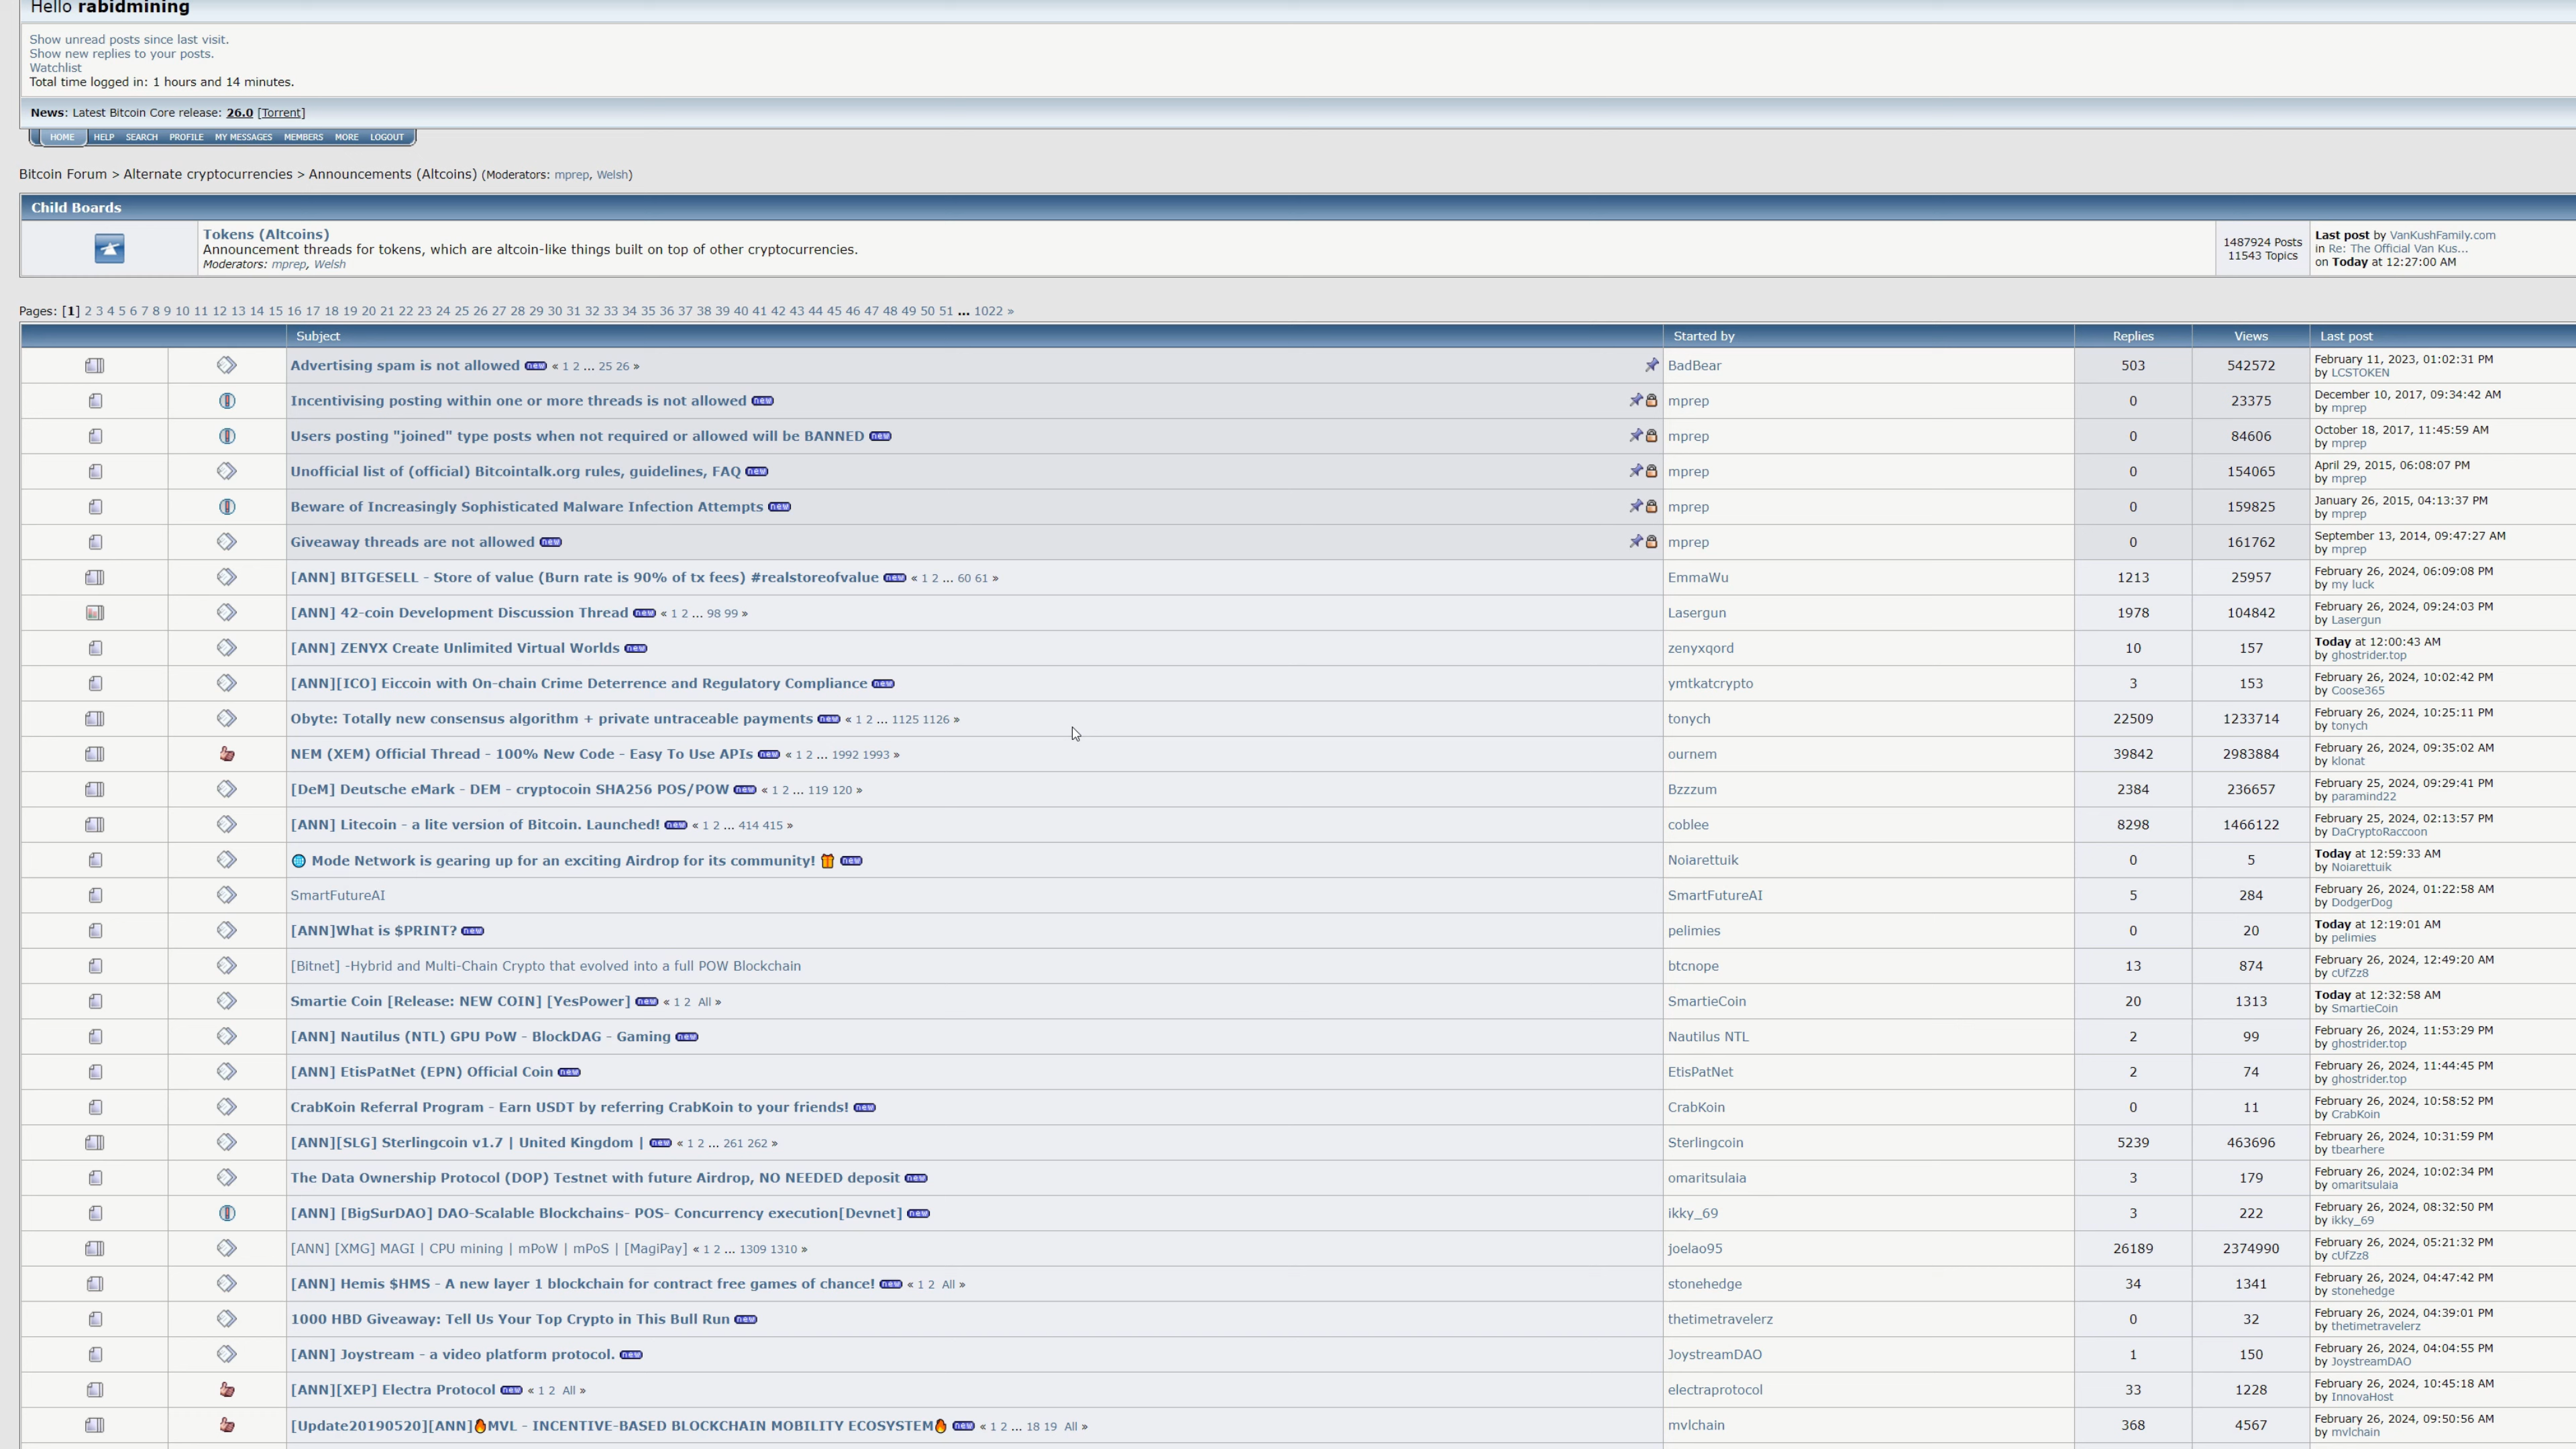 Hello rabidmining
Show unread posts since last visit.
Show new replies to your posts.
Watchlist
Total time logged in: 1 hours and 14 minutes.
News: Latest Bitcoin Core release: 26.0 [Torrent]
HOME HELP SEARCH PROFILE MY MESSAGES MEMBERS MORE LOGOUT
Bitcoin Forum > Alternate cryptocurrencies > Announcements (Altcoins) (Moderators: mprep, Welsh)
Child Boards
Tokens (Altcoins)
Announcement threads for tokens, which are altcoin-like things built on top of other cryptocurrencies.
Moderators: mprep, Welsh
1487924 Posts
11543 Topics
Last post by VanKushFamily.com
in Re: The Official Van Kus...
on Today at 12:27:00 AM
Pages: [1] 2 3 4 5 6 7 8 9 10 11 12 13 14 15 16 17 18 19 20 21 22 23 24 25 26 27 28 29 30 31 32 33 34 35 36 37 38 39 40 41 42 43 44 45 46 47 48 49 50 51 ... 1022 »
Subject Started by Replies Views Last post
Advertising spam is not allowed new « 1 2 ... 25 26 » BadBear 503 542572 February 11, 2023, 01:02:31 PM
by LCSTOKEN
Incentivising posting within one or more threads is not allowed new mprep 0 23375 December 10, 2017, 09:34:42 AM
by mprep
Users posting "joined" type posts when not required or allowed will be BANNED new mprep 0 84606 October 18, 2017, 11:45:59 AM
by mprep
Unofficial list of (official) Bitcointalk.org rules, guidelines, FAQ new mprep 0 154065 April 29, 2015, 06:08:07 PM
by mprep
Beware of Increasingly Sophisticated Malware Infection Attempts new mprep 0 159825 January 26, 2015, 04:13:37 PM
by mprep
Giveaway threads are not allowed new mprep 0 161762 September 13, 2014, 09:47:27 AM
by mprep
[ANN] BITGESELL - Store of value (Burn rate is 90% of tx fees) #realstoreofvalue new « 1 2 ... 60 61 » EmmaWu 1213 25957 February 26, 2024, 06:09:08 PM
by my luck
[ANN] 42-coin Development Discussion Thread new « 1 2 ... 98 99 » Lasergun 1978 104842 February 26, 2024, 09:24:03 PM
by Lasergun
[ANN] ZENYX Create Unlimited Virtual Worlds new zenyxqord 10 157 Today at 12:00:43 AM
by ghostrider.top
[ANN][ICO] Eiccoin with On-chain Crime Deterrence and Regulatory Compliance new ymtkatcrypto 3 153 February 26, 2024, 10:02:42 PM
by Coose365
Obyte: Totally new consensus algorithm + private untraceable payments new « 1 2 ... 1125 1126 » tonych 22509 1233714 February 26, 2024, 10:25:11 PM
by tonych
NEM (XEM) Official Thread - 100% New Code - Easy To Use APIs new « 1 2 ... 1992 1993 » ournem 39842 2983884 February 26, 2024, 09:35:02 AM
by klonat
[DeM] Deutsche eMark - DEM - cryptocoin SHA256 POS/POW new « 1 2 ... 119 120 » Bzzzum 2384 236657 February 25, 2024, 09:29:41 PM
by paramind22
[ANN] Litecoin - a lite version of Bitcoin. Launched! new « 1 2 ... 414 415 » coblee 8298 1466122 February 25, 2024, 02:13:57 PM
by DaCryptoRaccoon
🌐 Mode Network is gearing up for an exciting Airdrop for its community! 🎁 new Noiarettuik 0 5 Today at 12:59:33 AM
by Noiarettuik
SmartFutureAI SmartFutureAI 5 284 February 26, 2024, 01:22:58 AM
by DodgerDog
[ANN]What is $PRINT? new pelimies 0 20 Today at 12:19:01 AM
by pelimies
[Bitnet] -Hybrid and Multi-Chain Crypto that evolved into a full POW Blockchain btcnope 13 874 February 26, 2024, 12:49:20 AM
by cUfZz8
Smartie Coin [Release: NEW COIN] [YesPower] new « 1 2 All » SmartieCoin 20 1313 Today at 12:32:58 AM
by SmartieCoin
[ANN] Nautilus (NTL) GPU PoW - BlockDAG - Gaming new Nautilus NTL 2 99 February 26, 2024, 11:53:29 PM
by ghostrider.top
[ANN] EtisPatNet (EPN) Official Coin new EtisPatNet 2 74 February 26, 2024, 11:44:45 PM
by ghostrider.top
CrabKoin Referral Program - Earn USDT by referring CrabKoin to your friends! new CrabKoin 0 11 February 26, 2024, 10:58:52 PM
by CrabKoin
[ANN][SLG] Sterlingcoin v1.7 | United Kingdom | new « 1 2 ... 261 262 » Sterlingcoin 5239 463696 February 26, 2024, 10:31:59 PM
by tbearhere
The Data Ownership Protocol (DOP) Testnet with future Airdrop, NO NEEDED deposit new omaritsulaia 3 179 February 26, 2024, 10:02:34 PM
by omaritsulaia
[ANN] [BigSurDAO] DAO-Scalable Blockchains- POS- Concurrency execution[Devnet] new ikky_69 3 222 February 26, 2024, 08:32:50 PM
by ikky_69
[ANN] [XMG] MAGI | CPU mining | mPoW | mPoS | [MagiPay] « 1 2 ... 1309 1310 » joelao95 26189 2374990 February 26, 2024, 05:21:32 PM
by cUfZz8
[ANN] Hemis $HMS - A new layer 1 blockchain for contract free games of chance! new « 1 2 All » stonehedge 34 1341 February 26, 2024, 04:47:42 PM
by stonehedge
1000 HBD Giveaway: Tell Us Your Top Crypto in This Bull Run new thetimetravelerz 0 32 February 26, 2024, 04:39:01 PM
by thetimetravelerz
[ANN] Joystream - a video platform protocol. new JoystreamDAO 1 150 February 26, 2024, 04:04:55 PM
by JoystreamDAO
[ANN][XEP] Electra Protocol new « 1 2 All » electraprotocol 33 1228 February 26, 2024, 10:45:18 AM
by InnovaHost
[Update20190520][ANN]🔥MVL - INCENTIVE-BASED BLOCKCHAIN MOBILITY ECOSYSTEM🔥 new « 1 2 ... 18 19 All » mvlchain 368 4567 February 26, 2024, 09:50:56 AM
by mvlchain